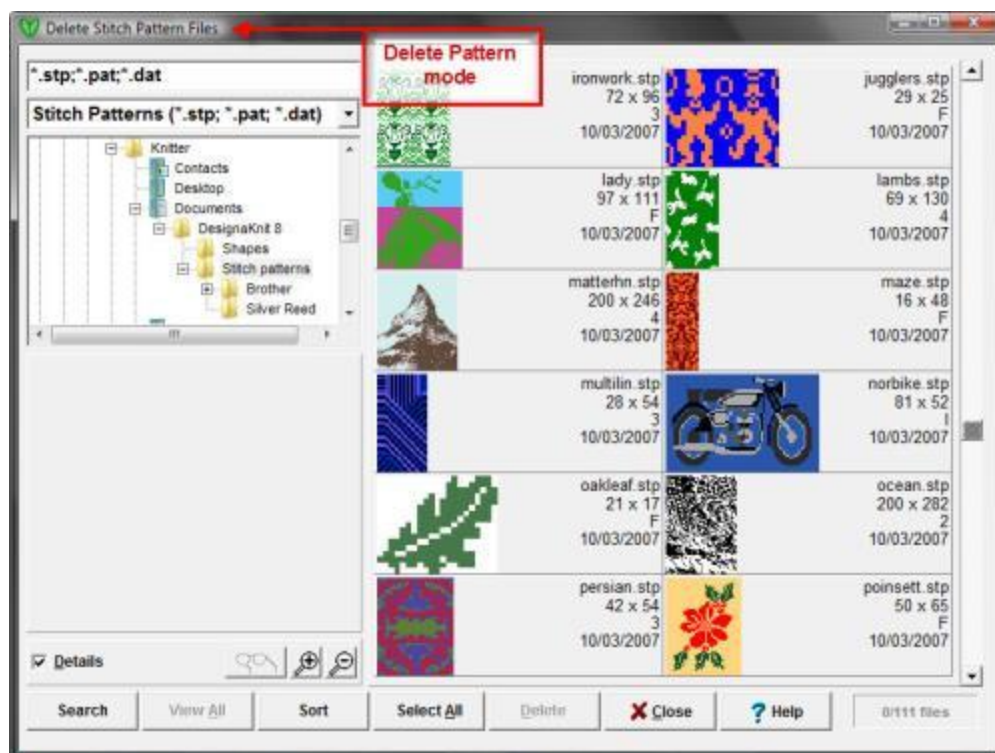 Delete Stitch Pattern Files
Delete Pattern
mode
*.stp;*.pat;*.dat
Stitch Patterns (*.stp; *.pat; *.dat)
Knitter
Contacts
Desktop
Documents
DesignaKnit 8
Shapes
Stitch patterns
Brother
Silver Reed
ironwork.stp
72 x 96
3
10/03/2007
jugglers.stp
29 x 25
F
10/03/2007
lady.stp
97 x 111
F
10/03/2007
lambs.stp
69 x 130
4
10/03/2007
matterhn.stp
200 x 246
4
10/03/2007
maze.stp
16 x 48
F
10/03/2007
multilin.stp
28 x 54
3
10/03/2007
norbike.stp
81 x 52
I
10/03/2007
oakleaf.stp
21 x 17
F
10/03/2007
ocean.stp
200 x 282
2
10/03/2007
persian.stp
42 x 54
3
10/03/2007
poinsett.stp
50 x 65
F
10/03/2007
Details
Search
View All
Sort
Select All
Delete
Close
? Help
0/111 files